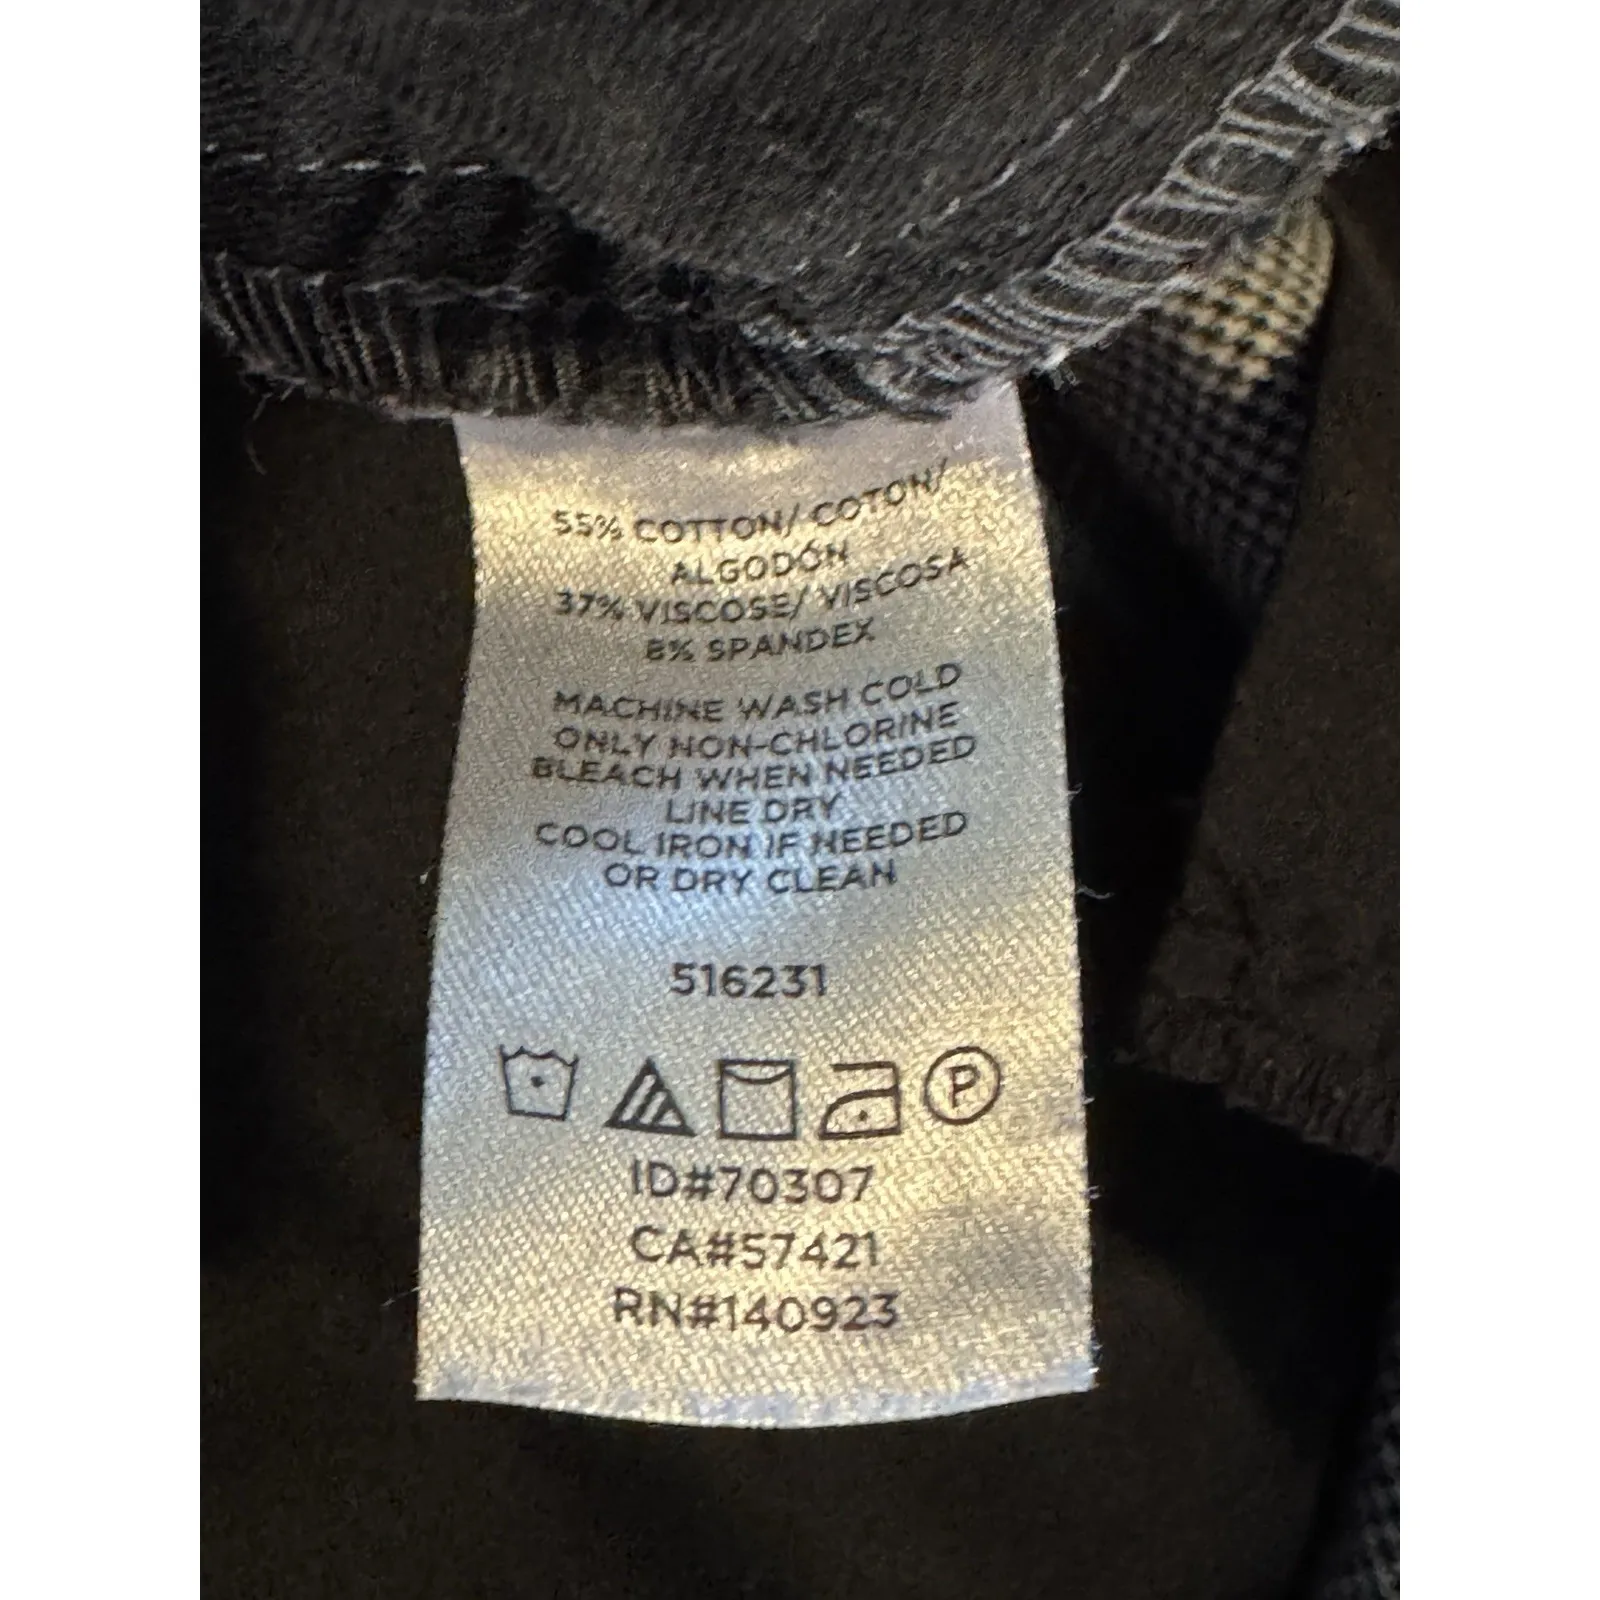 55% COTTON/ COTON/
ALGODÓN
37% VISCOSE/ VISCOSA
8% SPANDEX
MACHINE WASH COLD
ONLY NON-CHLORINE
BLEACH WHEN NEEDED
LINE DRY
COOL IRON IF NEEDED
OR DRY CLEAN
516231
P
ID#70307
CA#57421
RN#140923